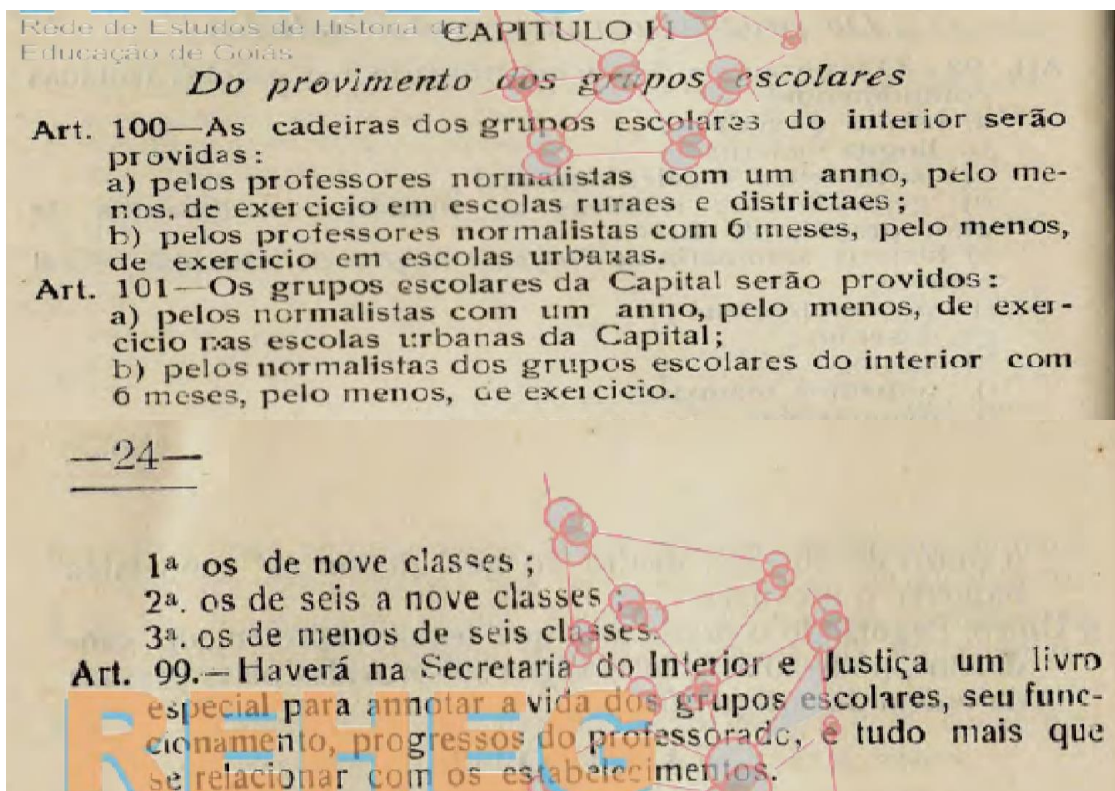 Rede de Estudos de Historia da
Educação de Goiás
CAPITULO II
Do provimento dos grupos escolares
Art. 100—As cadeiras dos grupos escolares do interior serão
providas:
a) pelos professores normalistas com um anno, pelo me-
nos, de exercicio em escolas ruraes e districtaes;
b) pelos professores normalistas com 6 meses, pelo menos,
de exercicio em escolas urbanas.
Art. 101—Os grupos escolares da Capital serão providos:
a) pelos normalistas com um anno, pelo menos, de exer-
cicio nas escolas urbanas da Capital;
b) pelos normalistas dos grupos escolares do interior com
6 meses, pelo menos, de exercicio.
—24—
1ª os de nove classes;
2ª. os de seis a nove classes
3ª. os de menos de seis classes.
Art. 99.—Haverá na Secretaria do Interior e Justiça um livro
especial para annotar a vida dos grupos escolares, seu func-
cionamento, progressos do professorado, e tudo mais que
se relacionar com os estabelecimentos.
REHEG